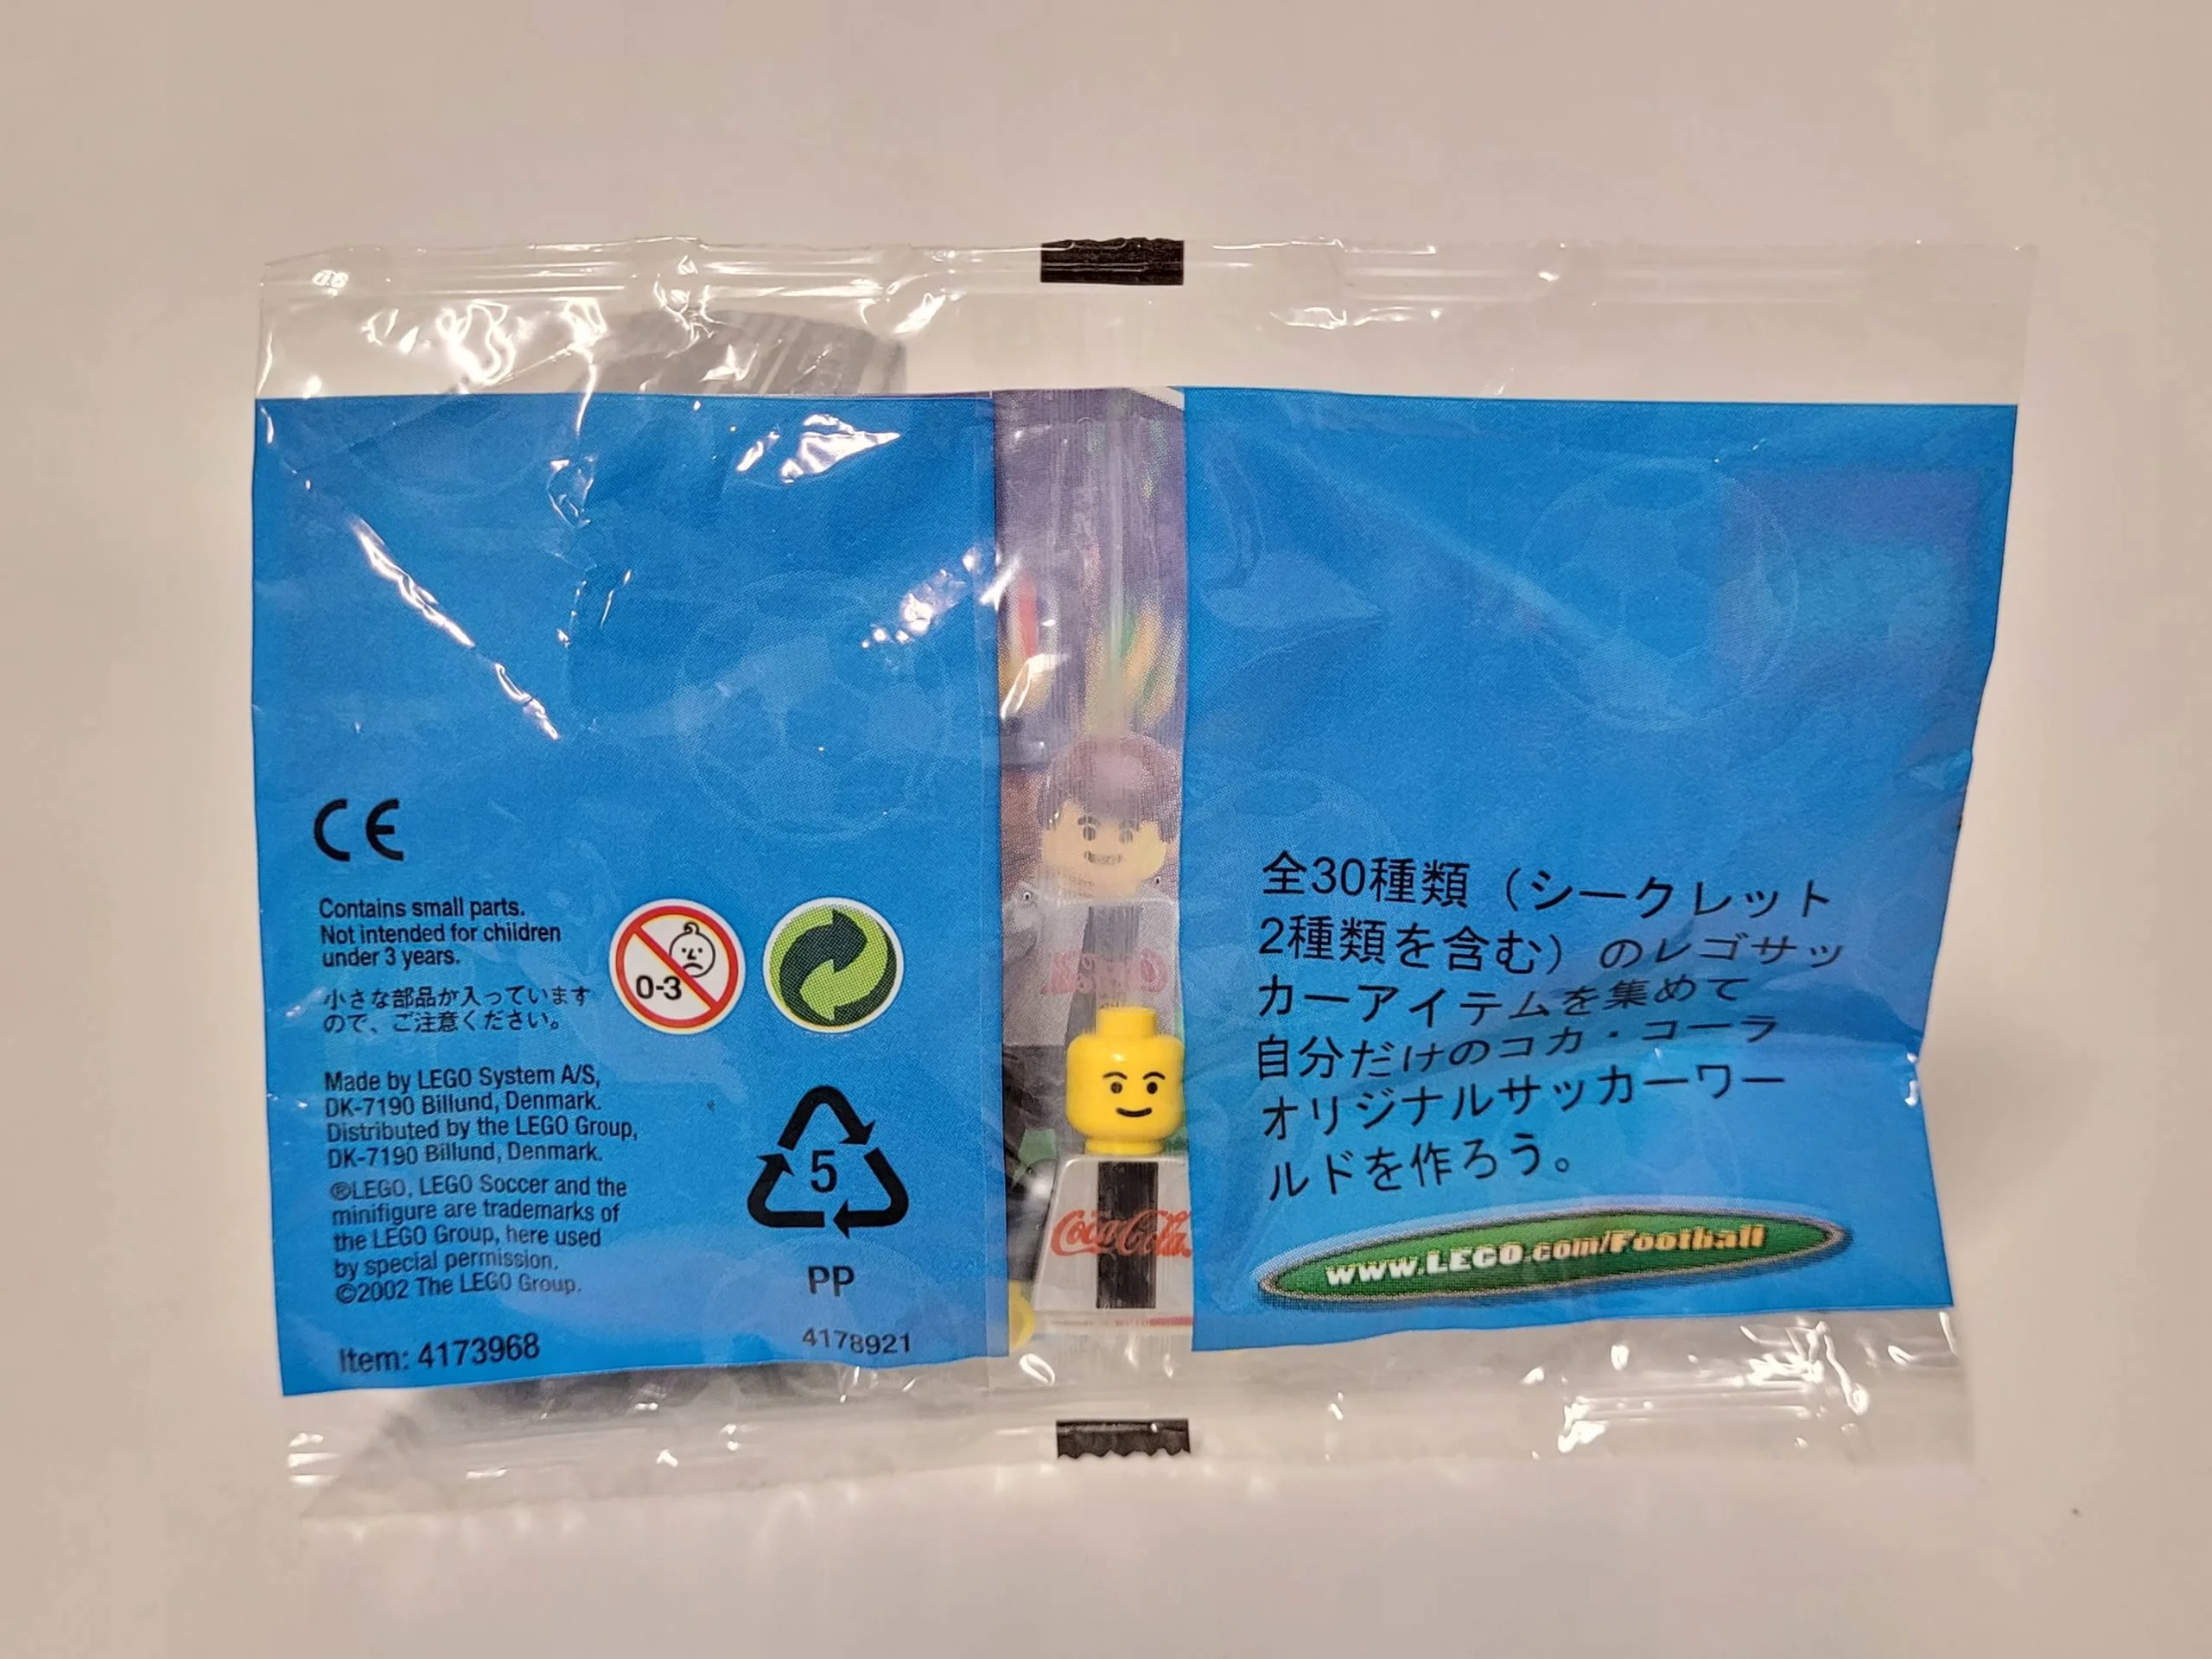 CE
Contains small parts.
Not intended for children
under 3 years.
小さな部品が入っています
ので、ご注意ください。
0-3
Made by LEGO System A/S,
DK-7190 Billund, Denmark.
Distributed by the LEGO Group,
DK-7190 Billund, Denmark.
®LEGO, LEGO Soccer and the
minifigure are trademarks of
the LEGO Group, here used
by special permission.
©2002 The LEGO Group.
Item: 4173968
5
PP
4178921
Coca-Cola
全30種類（シークレット
2種類を含む）のレゴサッ
カーアイテムを集めて
自分だけのコカ・コーラ
オリジナルサッカーワー
ルドを作ろう。
www.LEGO.com/Football